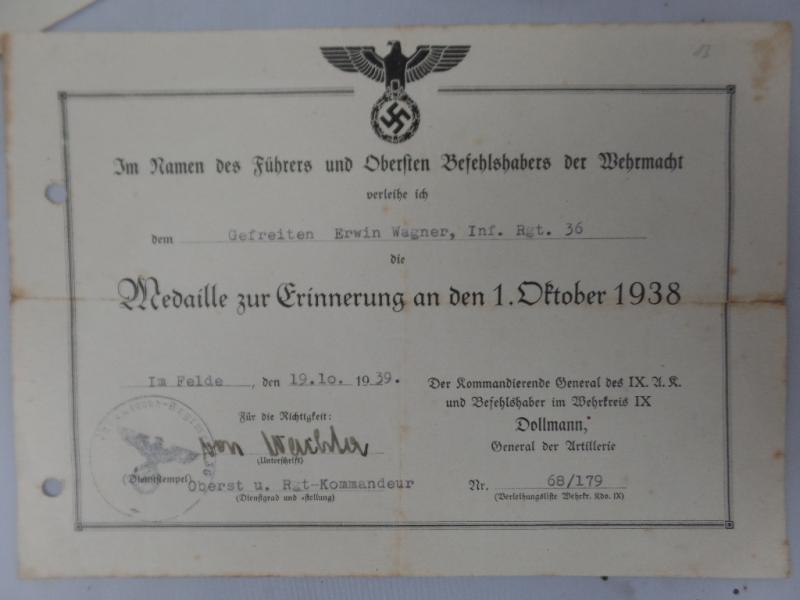 13
Im Namen des Führers und Obersten Befehlshabers der Wehrmacht
verleihe ich
dem Gefreiten Erwin Wagner, Inf. Rgt. 36
die
Medaille zur Erinnerung an den 1. Oktober 1938
Im Felde, den 19.10. 1939.
Für die Richtigkeit:
von
(Unterschrift)
(Dienststempel) Oberst u. Rgt-Kommandeur
(Dienstgrad und -stellung)
Der Kommandierende General des IX. A. K.
und Befehlshaber im Wehrkreis IX
Dollmann,
General der Artillerie
Nr. 68/179
(Verleihungsliste Wehrkr. Kdo. IX)